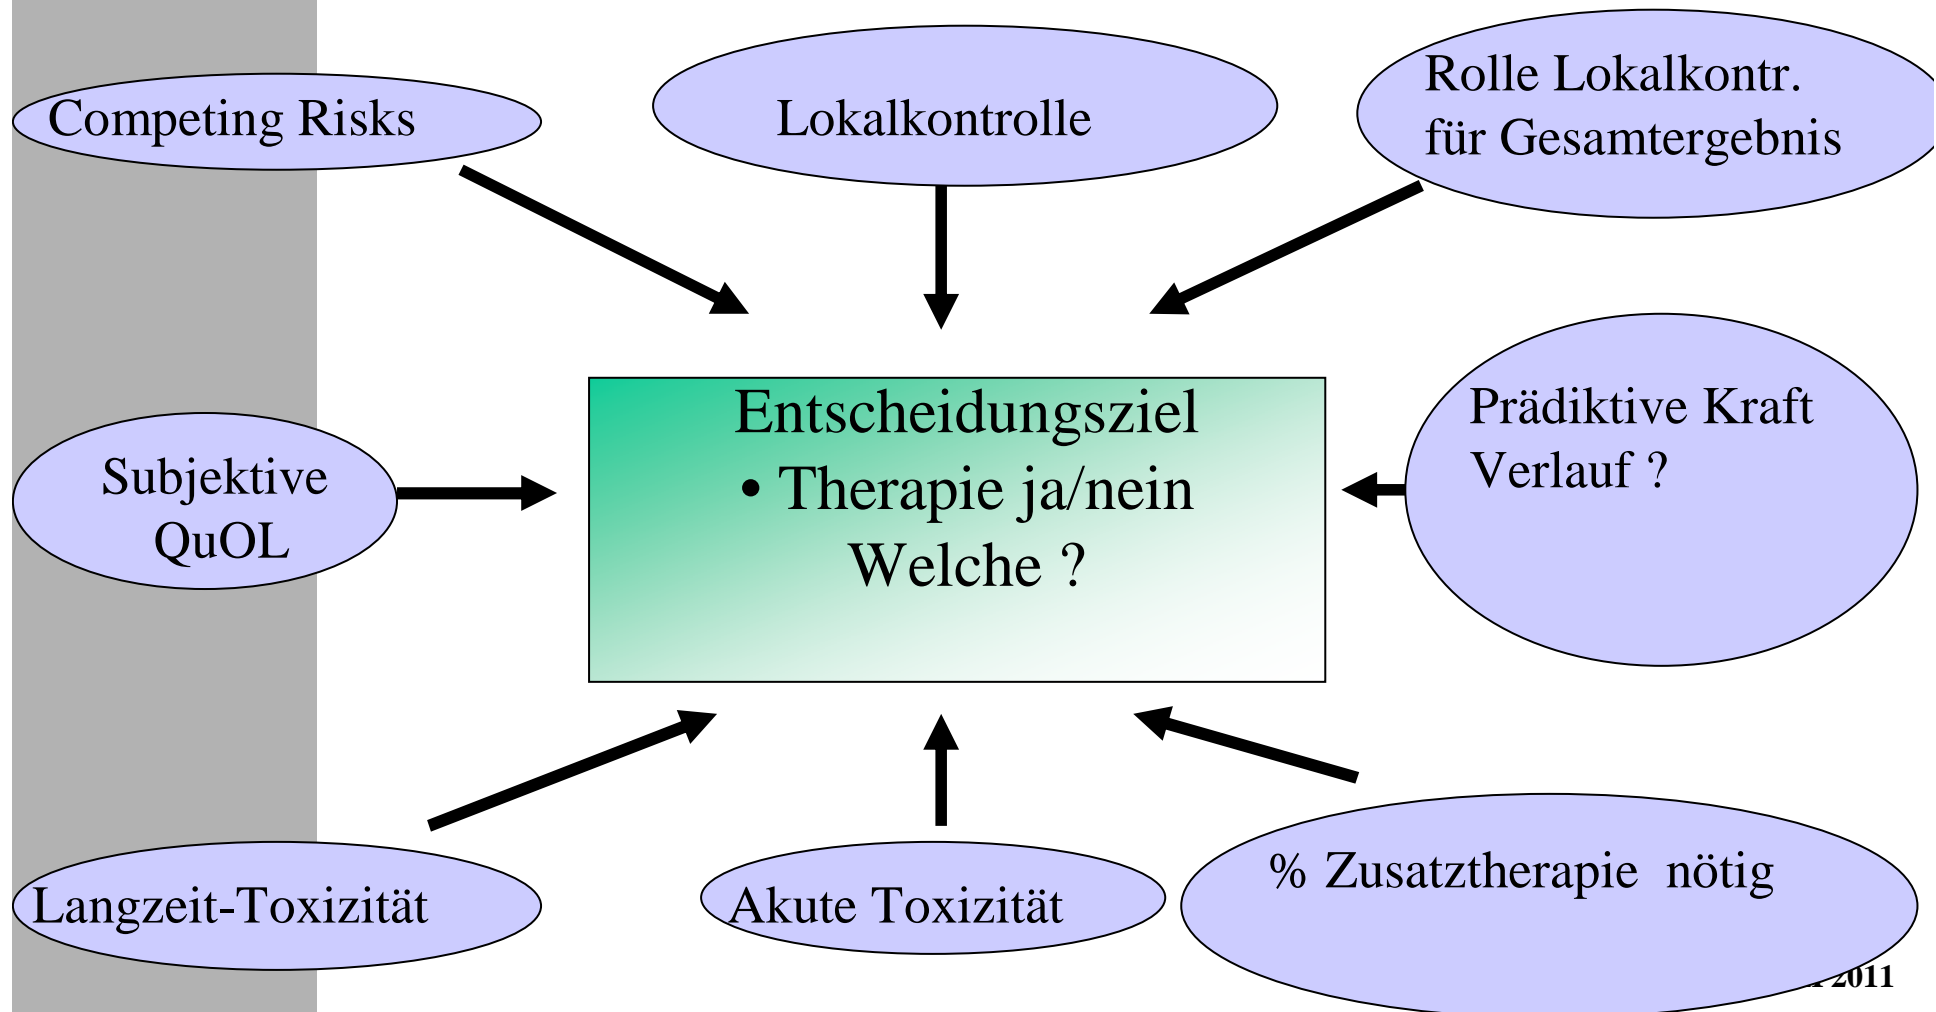 Competing Risks
Lokalkontrolle
Rolle Lokalkontr.
für Gesamtergebnis
Entscheidungsziel
• Therapie ja/nein
Welche ?
Prädiktive Kraft
Verlauf ?
Subjektive
QuOL
Langzeit-Toxizität
Akute Toxizität
% Zusatztherapie nötig
2011